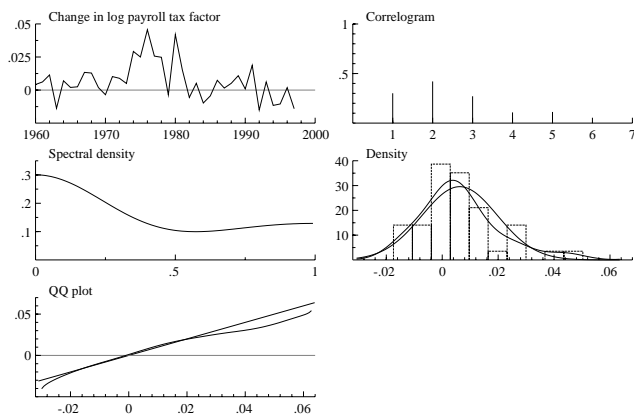 Change in log payroll tax factor
.05
0
1960 1970 1980 1990 2000
Correlogram
1
.5
1 2 3 4 5 6 7
Spectral density
.3
.2
.1
0 .5 1
Density
40
30
20
10
-.02 0 .02 .04 .06
QQ plot
.05
0
-.02 0 .02 .04 .06